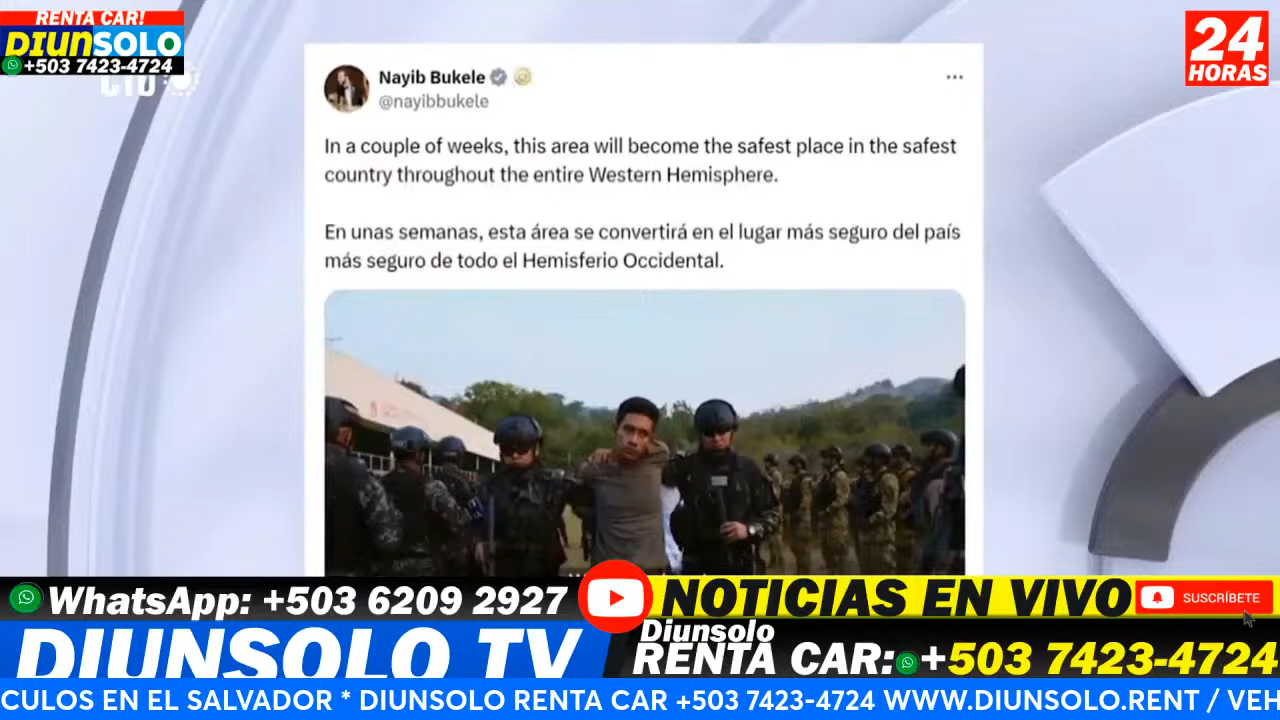 RENTA CAR!
DIUNSOLO
+503 7423-4724
24
HORAS
Nayib Bukele
@nayibbukele
In a couple of weeks, this area will become the safest place in the safest
country throughout the entire Western Hemisphere.
En unas semanas, esta área se convertirá en el lugar más seguro del país
más seguro de todo el Hemisferio Occidental.
WhatsApp: +503 6209 2927
NOTICIAS EN VIVO
SUSCRÍBETE
DIUNSOLO TV
Diunsolo
RENTA CAR: +503 7423-4724
CULOS EN EL SALVADOR * DIUNSOLO RENTA CAR +503 7423-4724 WWW.DIUNSOLO.RENT / VEH